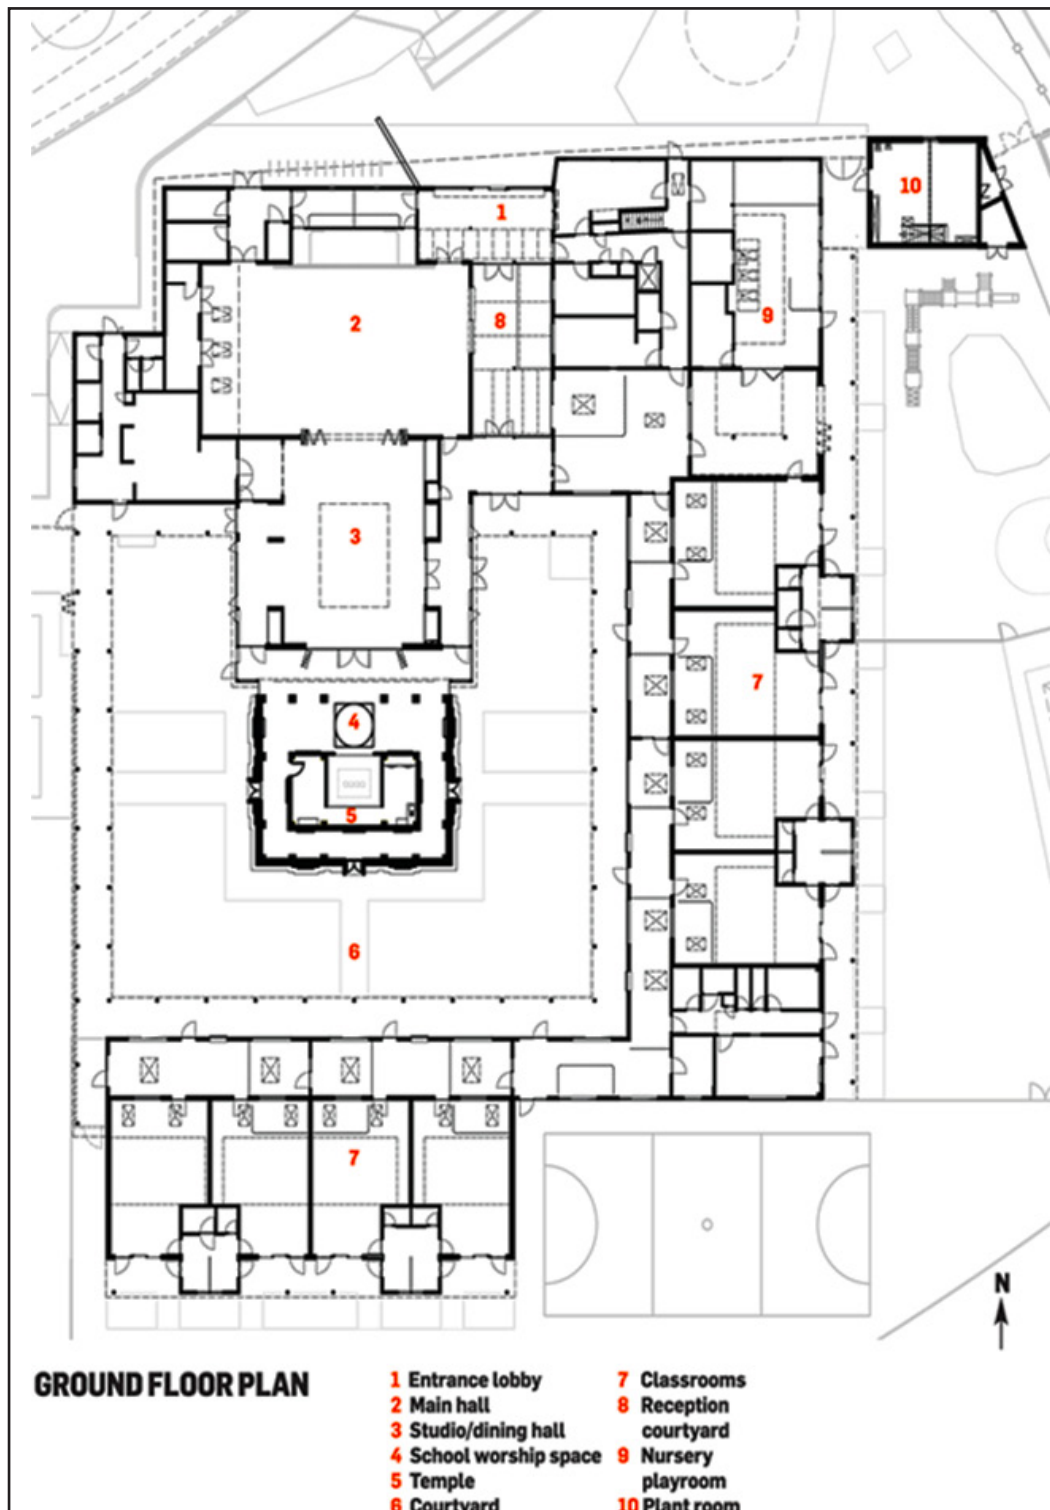 1
10
2
8
9
3
7
4
5
6
7
N
GROUND FLOOR PLAN
1 Entrance lobby
2 Main hall
3 Studio/dining hall
4 School worship space
5 Temple
6 Courtyard
7 Classrooms
8 Reception
courtyard
9 Nursery
playroom
10 Plant room